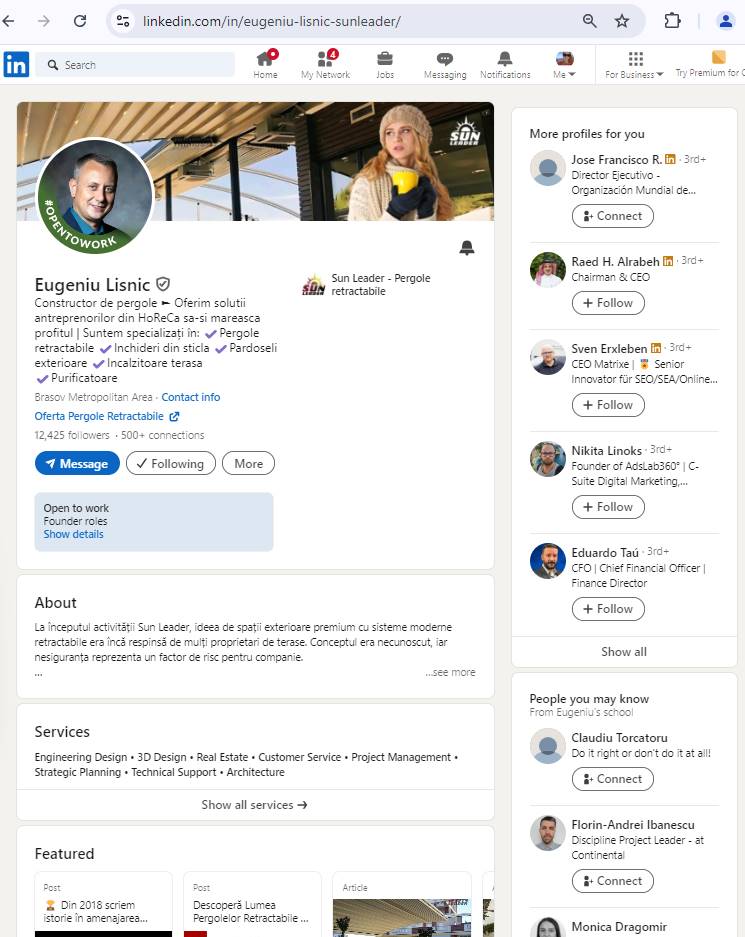 linkedin.com/in/eugeniu-lisnic-sunleader/
in
Search
Home
4
My Network
Jobs
Messaging
Notifications
Me
For Business
Try Premium for
SUN
LEADER
#OPENTOWORK
Eugeniu Lisnic
Constructor de pergole ► Oferim solutii
antreprenorilor din HoReCa sa-si mareasca
profitul | Suntem specializați în: ✔Pergole
retractabile ✔Inchideri din sticla ✔Pardoseli
exterioare ✔Incalzitoare terasa
✔Purificatoare
Brasov Metropolitan Area · Contact info
Oferta Pergole Retractabile
12,425 followers · 500+ connections
Message
Following
More
SUN
LEADER
Sun Leader - Pergole
retractabile
Open to work
Founder roles
Show details
About
La începutul activității Sun Leader, ideea de spații exterioare premium cu sisteme moderne
retractabile era încă respinsă de mulți proprietari de terase. Conceptul era necunoscut, iar
nesiguranța reprezenta un factor de risc pentru companie.
...
...see more
Services
Engineering Design • 3D Design • Real Estate • Customer Service • Project Management •
Strategic Planning • Technical Support • Architecture
Show all services →
Featured
Post
🏆 Din 2018 scriem
istorie în amenajarea...
Post
Descoperă Lumea
Pergolelor Retractabile ...
Article
More profiles for you
Jose Francisco R. in · 3rd+
Director Ejecutivo -
Organización Mundial de...
Connect
Raed H. Alrabeh in · 3rd+
Chairman & CEO
+ Follow
Sven Erxleben in · 3rd+
CEO Matrixe | 🏅 Senior
Innovator für SEO/SEA/Online...
+ Follow
Nikita Linoks · 3rd+
Founder of AdsLab360° | C-
Suite Digital Marketing,...
+ Follow
Eduardo Taú · 3rd+
CFO | Chief Financial Officer |
Finance Director
+ Follow
Show all
People you may know
From Eugeniu's school
Claudiu Torcatoru
Do it right or don't do it at all!
Connect
Florin-Andrei Ibanescu
Discipline Project Leader - at
Continental
Connect
Monica Dragomir